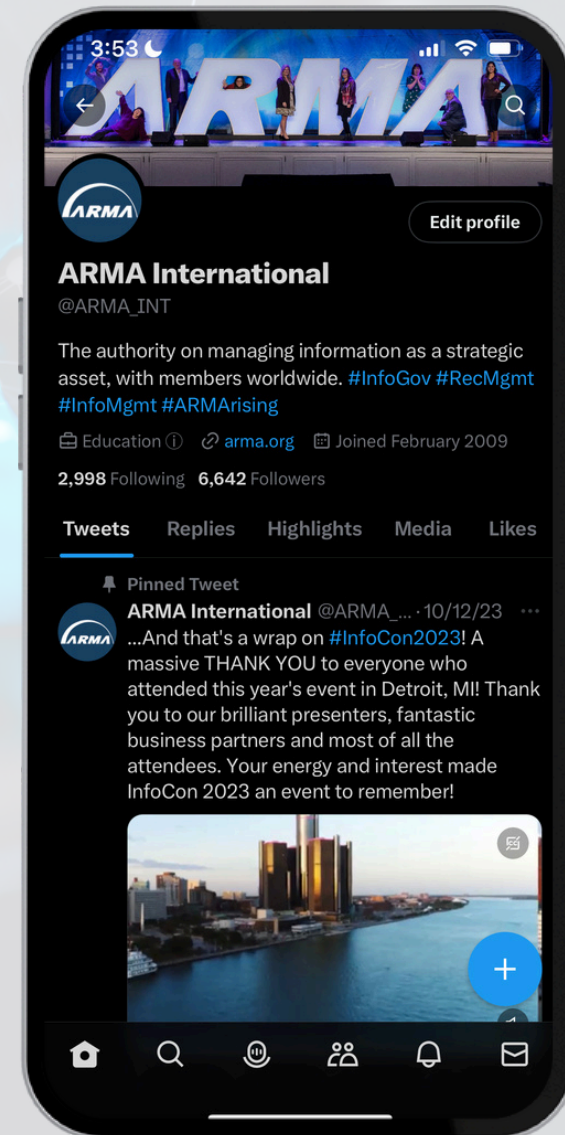 3:53
ARMA
ARMA
Edit profile
ARMA International
@ARMA_INT
The authority on managing information as a strategic
asset, with members worldwide. #InfoGov #RecMgmt
#InfoMgmt #ARMArising
Education arma.org Joined February 2009
2,998 Following 6,642 Followers
Tweets Replies Highlights Media Likes
Pinned Tweet
ARMA International @ARMA_... · 10/12/23
ARMA
...And that's a wrap on #InfoCon2023! A
massive THANK YOU to everyone who
attended this year's event in Detroit, MI! Thank
you to our brilliant presenters, fantastic
business partners and most of all the
attendees. Your energy and interest made
InfoCon 2023 an event to remember!